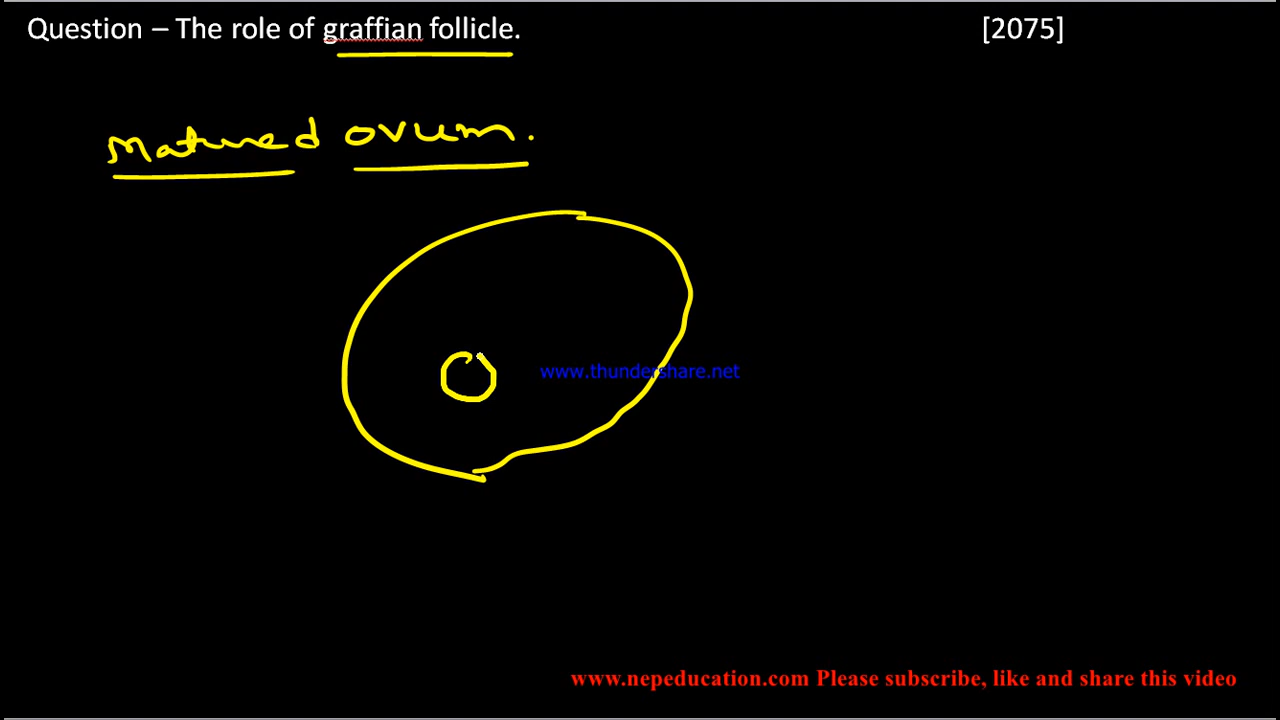 Question – The role of graffian follicle. [2075]
Matured ovum.
www.thundershare.net
www.nepeducation.com Please subscribe, like and share this video